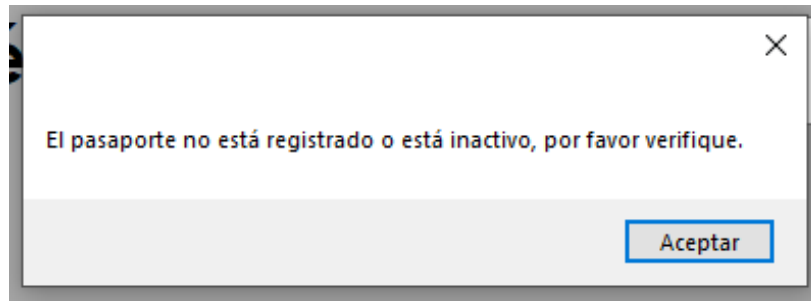 El pasaporte no está registrado o está inactivo, por favor verifique.
Aceptar